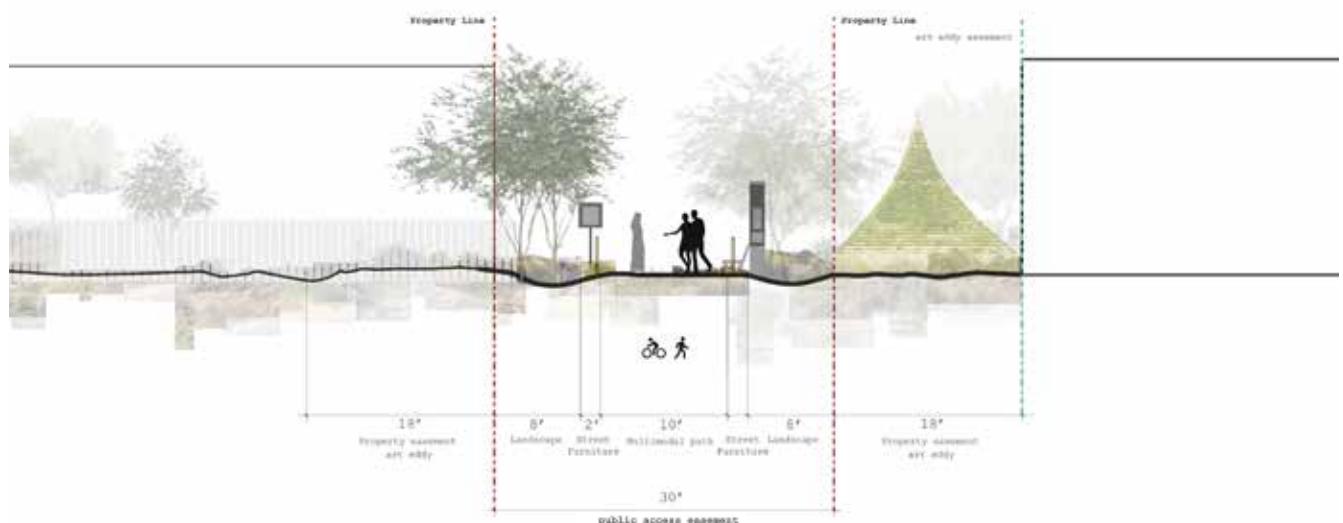 Property Line
Property Line
art eddy easement
18'
8'
2'
10'
6'
18'
Property easement
art eddy
Landscape
Street
Furniture
Multimodal path
Street
Furniture
Landscape
Property easement
art eddy
30'
public access easement